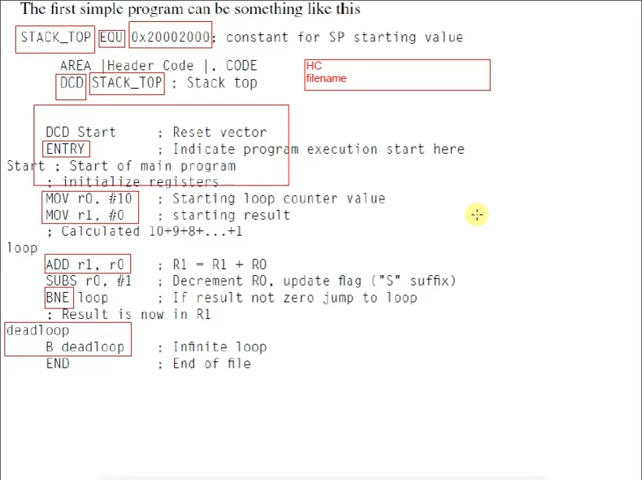 The first simple program can be something like this
STACK_TOP EQU 0x20002000; constant for SP starting value
AREA |Header Code |. CODE
DCD STACK_TOP ; Stack top
HC
filename
DCD Start ; Reset vector
ENTRY ; Indicate program execution start here
Start ; Start of main program
; initialize registers
MOV r0, #10 ; Starting loop counter value
MOV r1, #0 ; starting result
; Calculated 10+9+8+...+1
loop
ADD r1, r0 ; R1 = R1 + R0
SUBS r0, #1 ; Decrement R0, update flag ("S" suffix)
BNE loop ; If result not zero jump to loop
; Result is now in R1
deadloop
B deadloop ; Infinite loop
END ; End of file